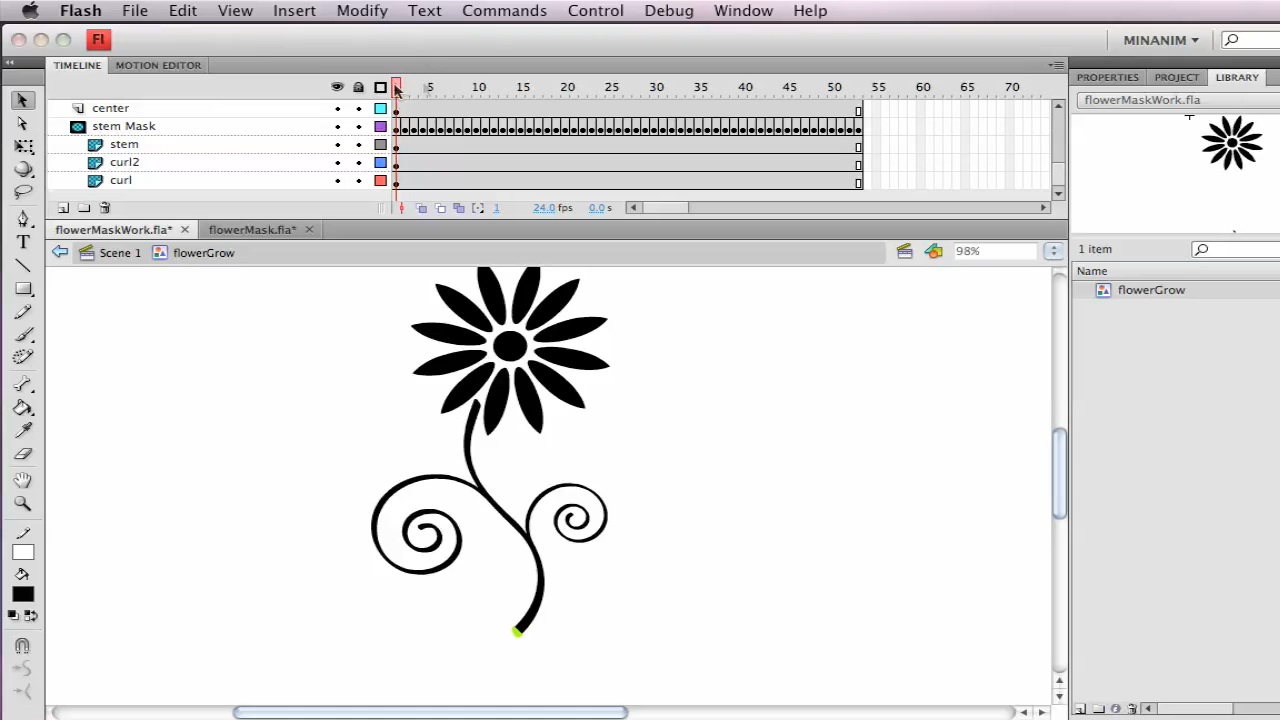 Flash File Edit View Insert Modify Text Commands Control Debug Window Help
Fl MINANIM
TIMELINE MOTION EDITOR
PROPERTIES PROJECT LIBRARY
5 10 15 20 25 30 35 40 45 50 55 60 65 70
flowerMaskWork.fla
center
stem Mask
stem
curl2
curl
1 24.0 fps 0.0 s
flowerMaskWork.fla* flowerMask.fla*
Scene 1 flowerGrow 98%
1 item
Name
flowerGrow
T